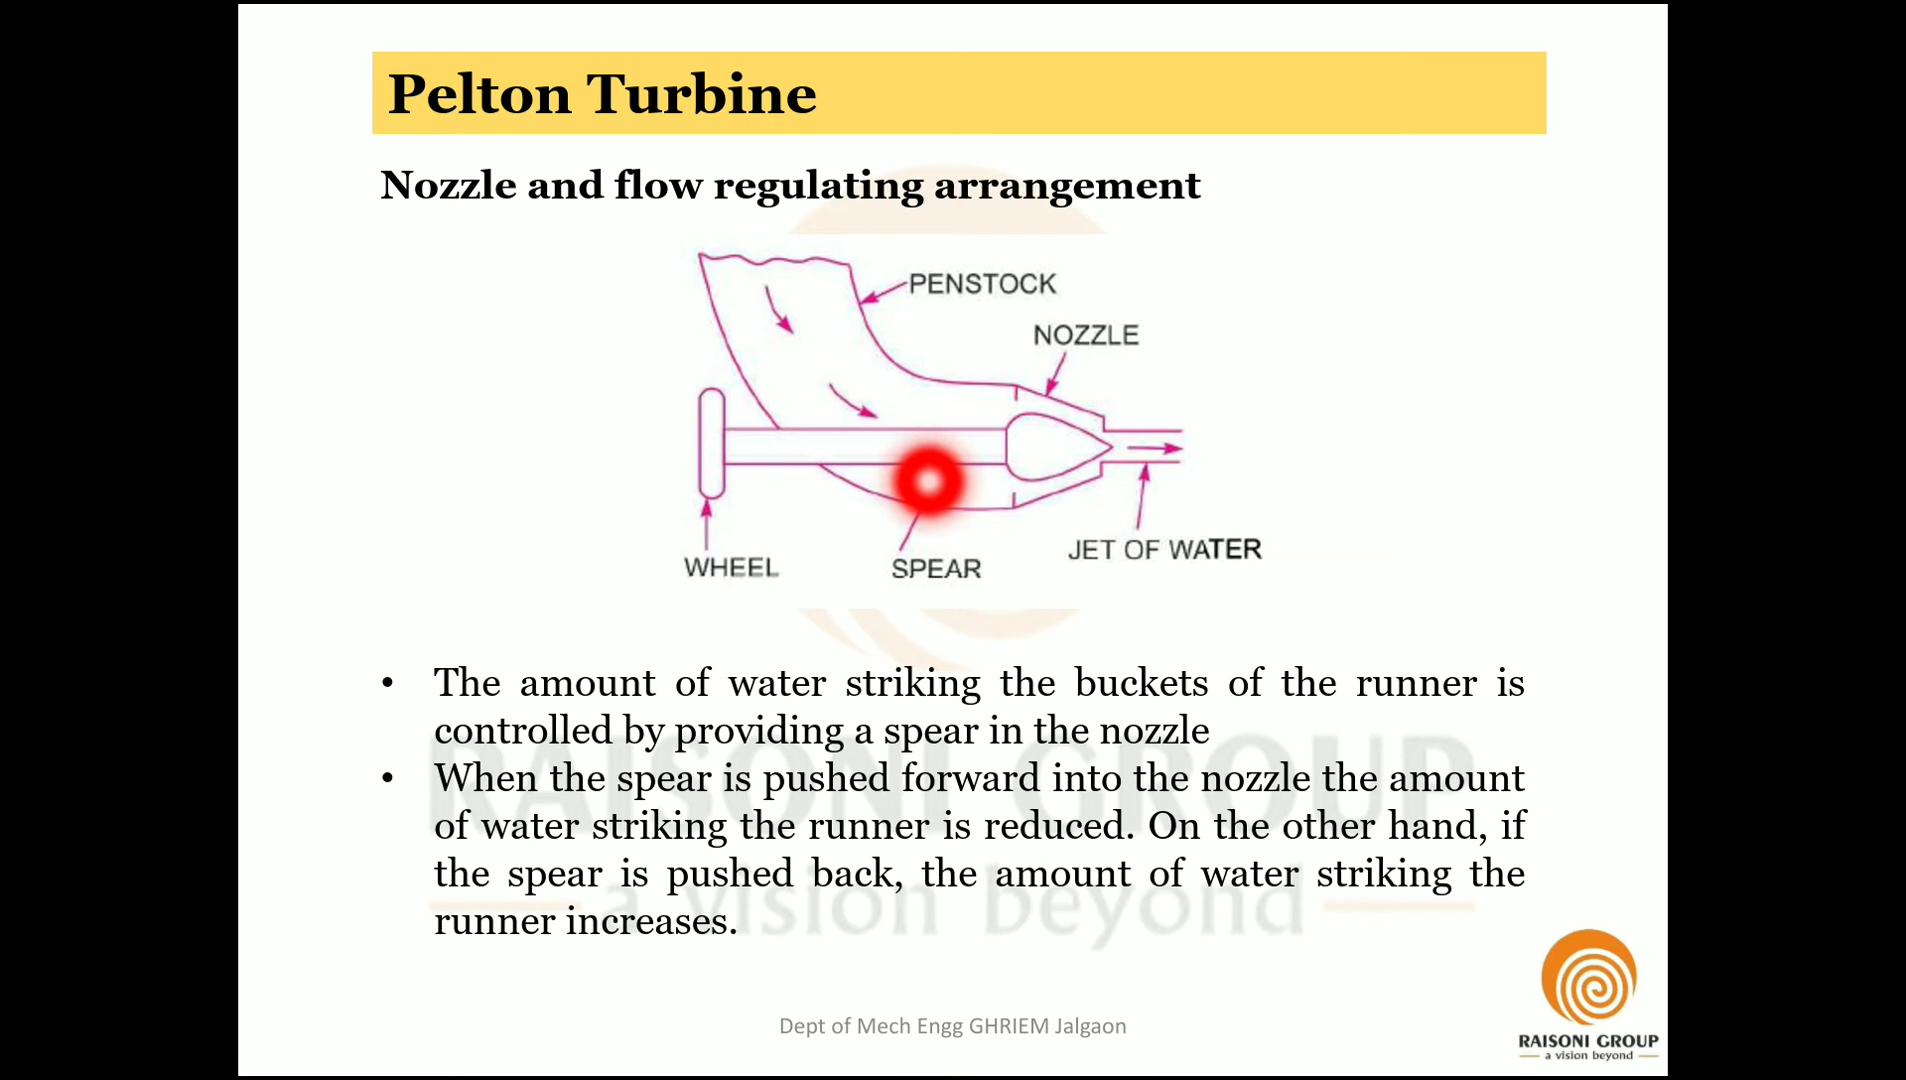 Pelton Turbine
Nozzle and flow regulating arrangement
PENSTOCK
NOZZLE
JET OF WATER
WHEEL
SPEAR
• The amount of water striking the buckets of the runner is
controlled by providing a spear in the nozzle
• When the spear is pushed forward into the nozzle the amount
of water striking the runner is reduced. On the other hand, if
the spear is pushed back, the amount of water striking the
runner increases.
RAISONI GROUP
a vision beyond
Dept of Mech Engg GHRIEM Jalgaon
RAISONI GROUP
a vision beyond